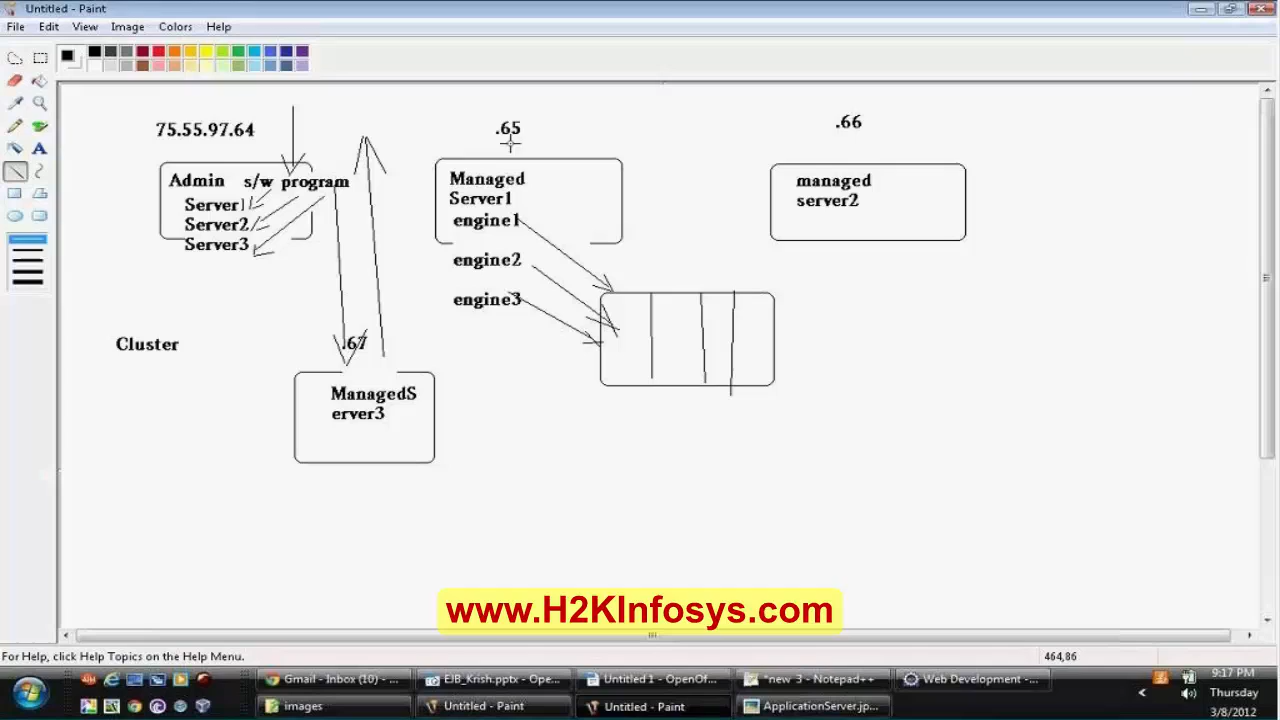 Untitled - Paint
File Edit View Image Colors Help
75.55.97.64
.65
.66
Admin s/w program
Server1
Server2
Server3
Managed
Server1
engine1
engine2
engine3
managed
server2
Cluster
.67
ManagedS
erver3
www.H2KInfosys.com
For Help, click Help Topics on the Help Menu.
464,86
Gmail - Inbox (10) - ...
EJB_Krish.pptx - Ope...
Untitled 1 - OpenOf...
*new 3 - Notepad++
Web Development -...
9:17 PM
Thursday
3/8/2012
images
Untitled - Paint
Untitled - Paint
ApplicationServer.jp...